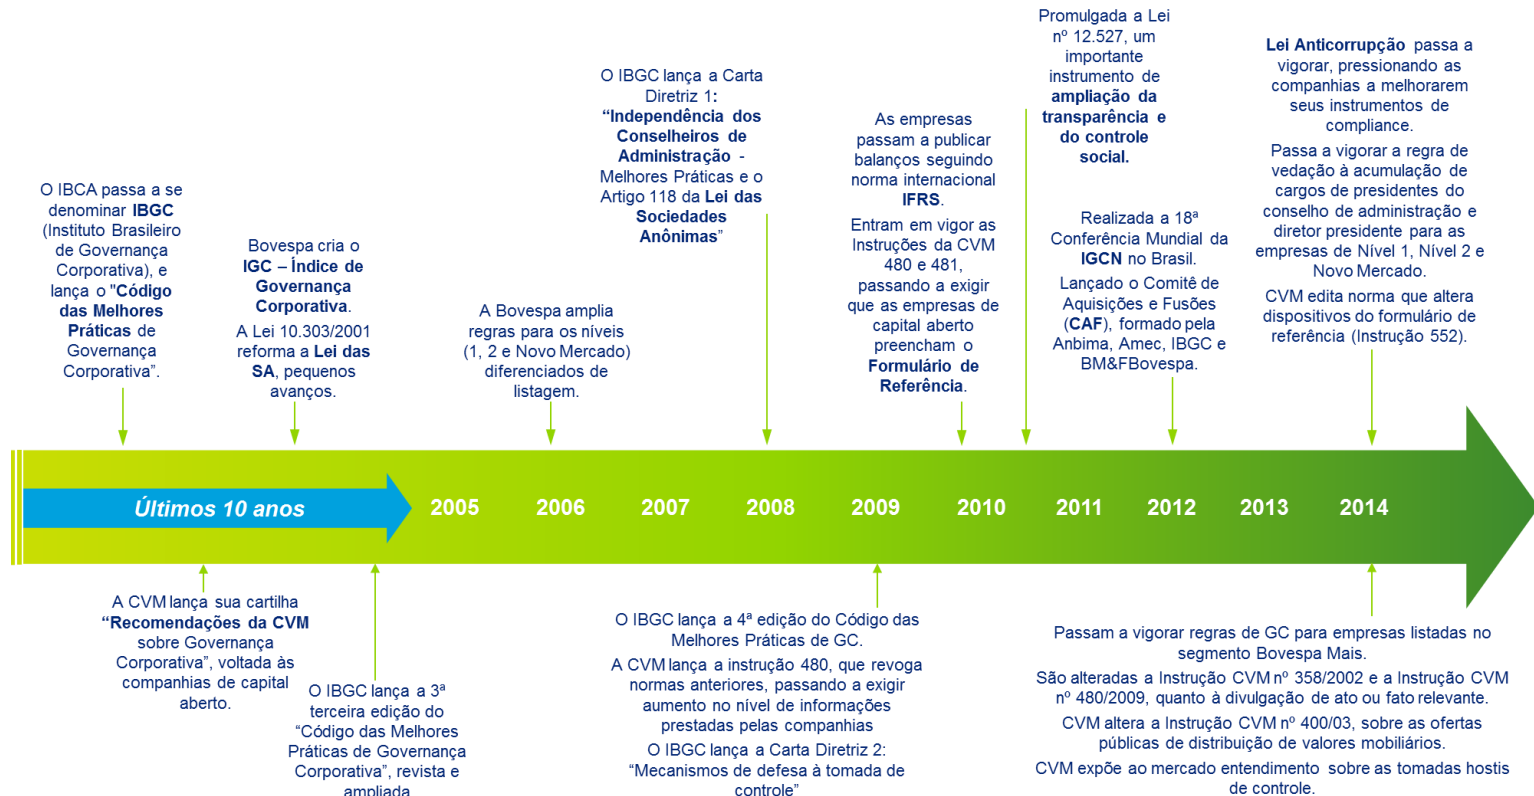 O IBCA passa a se
denominar IBGC
(Instituto Brasileiro
de Governança
Corporativa), e
lança o "Código
das Melhores
Práticas de
Governança
Corporativa”.
Bovespa cria o
IGC – Índice de
Governança
Corporativa.
A Lei 10.303/2001
reforma a Lei das
SA, pequenos
avanços.
A Bovespa amplia
regras para os níveis
(1, 2 e Novo Mercado)
diferenciados de
listagem.
O IBGC lança a Carta
Diretriz 1:
“Independência dos
Conselheiros de
Administração -
Melhores Práticas e o
Artigo 118 da Lei das
Sociedades
Anônimas”
As empresas
passam a publicar
balanços seguindo
norma internacional
IFRS.
Entram em vigor as
Instruções da CVM
480 e 481,
passando a exigir
que as empresas de
capital aberto
preencham o
Formulário de
Referência.
Promulgada a Lei
nº 12.527, um
importante
instrumento de
ampliação da
transparência e
do controle
social.
Realizada a 18ª
Conferência Mundial da
IGCN no Brasil.
Lançado o Comitê de
Aquisições e Fusões
(CAF), formado pela
Anbima, Amec, IBGC e
BM&FBovespa.
Lei Anticorrupção passa a
vigorar, pressionando as
companhias a melhorarem
seus instrumentos de
compliance.
Passa a vigorar a regra de
vedação à acumulação de
cargos de presidentes do
conselho de administração e
diretor presidente para as
empresas de Nível 1, Nível 2 e
Novo Mercado.
CVM edita norma que altera
dispositivos do formulário de
referência (Instrução 552).
Últimos 10 anos 2005 2006 2007 2008 2009 2010 2011 2012 2013 2014
A CVM lança sua cartilha
“Recomendações da CVM
sobre Governança
Corporativa”, voltada às
companhias de capital
aberto.
O IBGC lança a 3ª
terceira edição do
“Código das Melhores
Práticas de Governança
Corporativa”, revista e
ampliada
O IBGC lança a 4ª edição do Código das
Melhores Práticas de GC.
A CVM lança a instrução 480, que revoga
normas anteriores, passando a exigir
aumento no nível de informações
prestadas pelas companhias
O IBGC lança a Carta Diretriz 2:
“Mecanismos de defesa à tomada de
controle”
Passam a vigorar regras de GC para empresas listadas no
segmento Bovespa Mais.
São alteradas a Instrução CVM nº 358/2002 e a Instrução CVM
nº 480/2009, quanto à divulgação de ato ou fato relevante.
CVM altera a Instrução CVM nº 400/03, sobre as ofertas
públicas de distribuição de valores mobiliários.
CVM expõe ao mercado entendimento sobre as tomadas hostis
de controle.